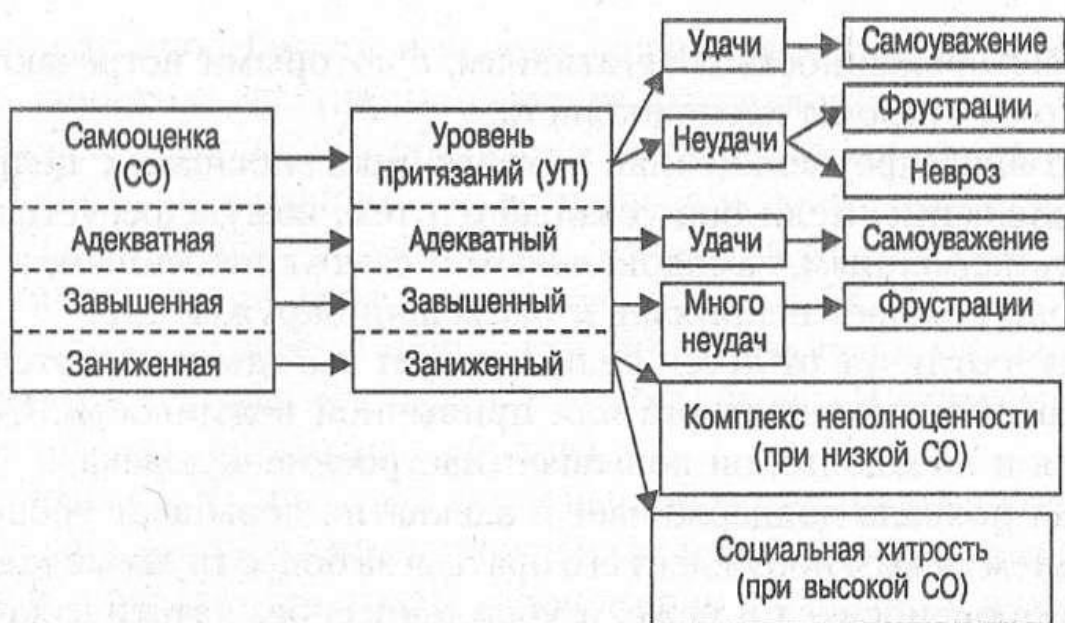 Самооценка
(СО)
Адекватная
Завышенная
Заниженная
Уровень
притязаний (УП)
Адекватный
Завышенный
Заниженный
Удачи
Самоуважение
Неудачи
Фрустрации
Невроз
Удачи
Самоуважение
Много
неудач
Фрустрации
Комплекс неполноценности
(при низкой СО)
Социальная хитрость
(при высокой СО)